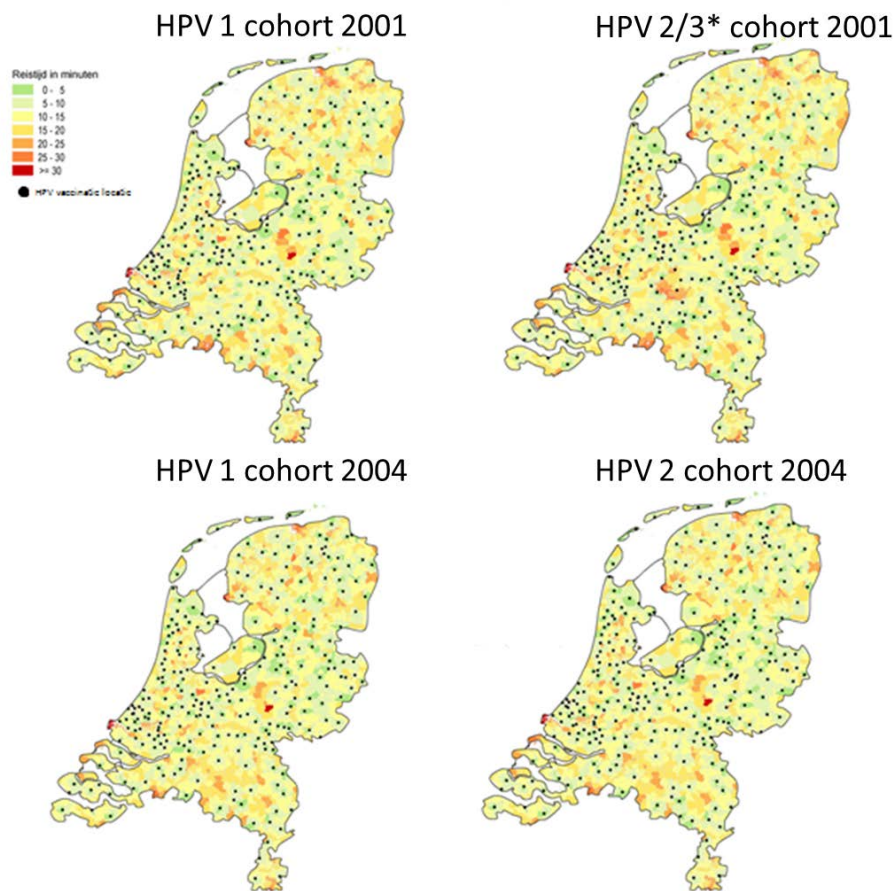 HPV 1 cohort 2001
HPV 2/3* cohort 2001
Reistijd in minuten
0 - 5
5 - 10
10 - 15
15 - 20
20 - 25
25 - 30
>= 30
HPV vaccinatie locatie
HPV 1 cohort 2004
HPV 2 cohort 2004